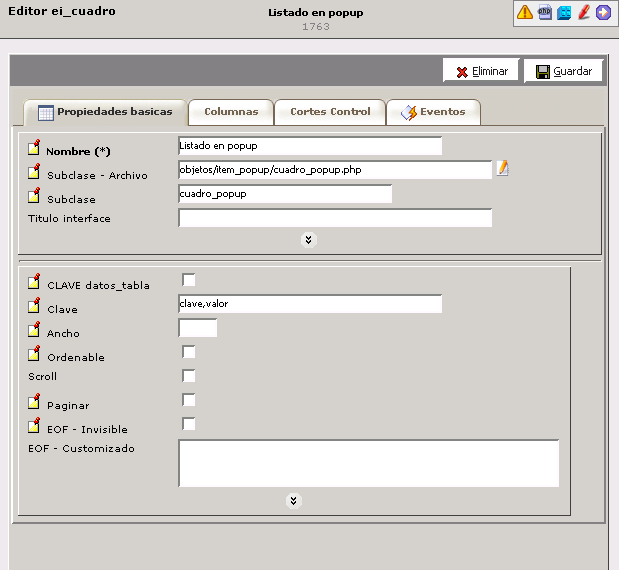 Editor ei_cuadro
Listado en popup
1763
php
Eliminar
Guardar
Propiedades basicas
Columnas
Cortes Control
Eventos
Nombre (*)
Listado en popup
Subclase - Archivo
objetos/item_popup/cuadro_popup.php
Subclase
cuadro_popup
Titulo interface
CLAVE datos_tabla
Clave
clave,valor
Ancho
Ordenable
Scroll
Paginar
EOF - Invisible
EOF - Customizado